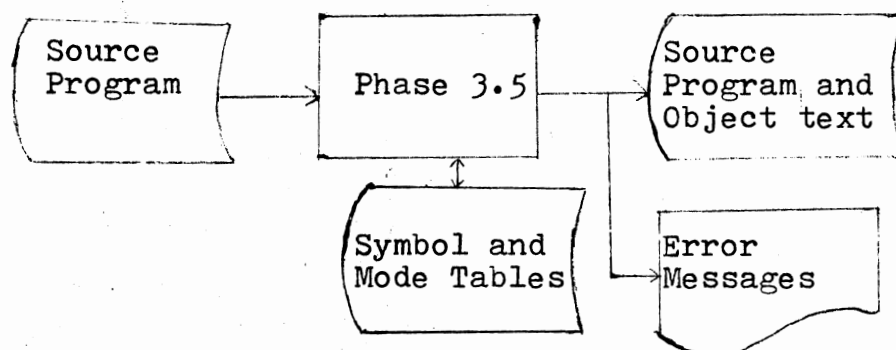 Source
Program
Phase 3.5
Source
Program and
Object text
Symbol and
Mode Tables
Error
Messages